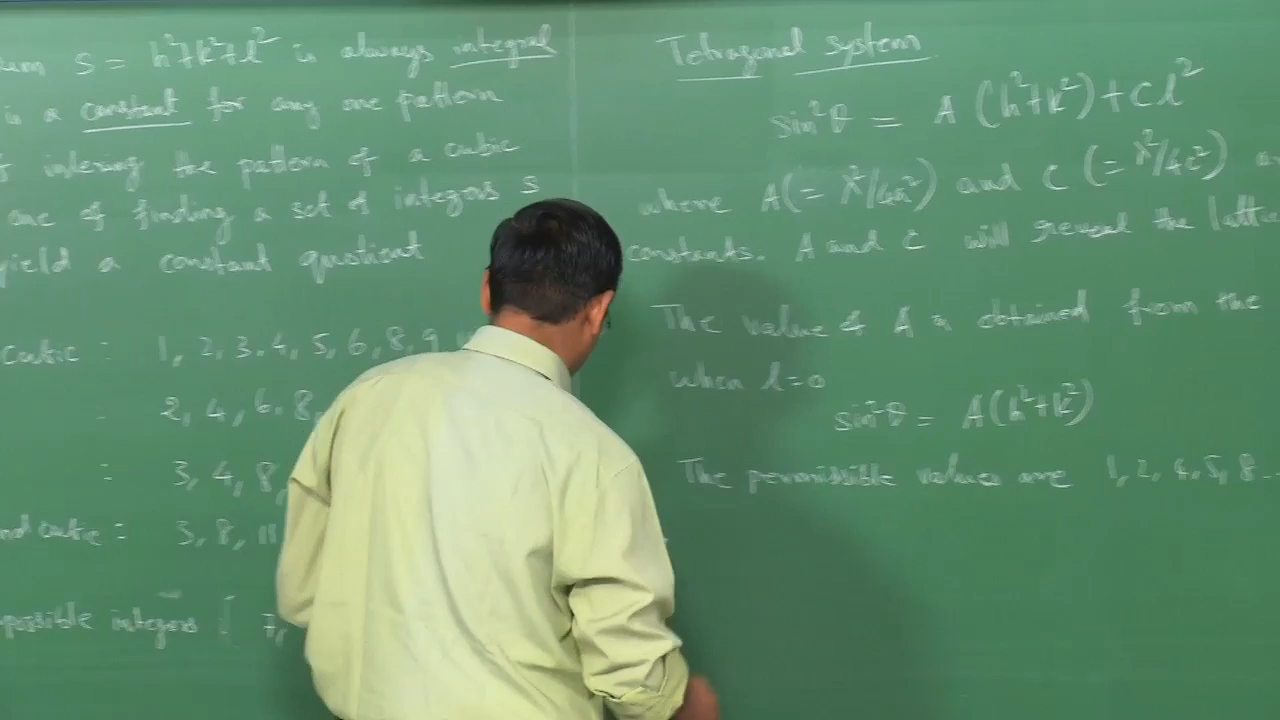 S = h²+k²+l² is always integral
is a constant for any one pattern
indexing the pattern of a cubic
one of finding a set of integers s
yield a constant quotient
Cubic : 1, 2, 3, 4, 5, 6, 8, 9
2, 4, 6, 8,
: 3, 4, 8,
: 3, 8, 11
possible integers 7,
Tetragonal system
sin²θ = A (h²+k²) + Cl²
where A(= λ²/4a²) and C (= λ²/4c²)
constants. A and C will reveal the
The value of A is obtained from the
when l=0
sin²θ = A(h²+k²)
The permissible values are 1, 2, 4, 5, 8